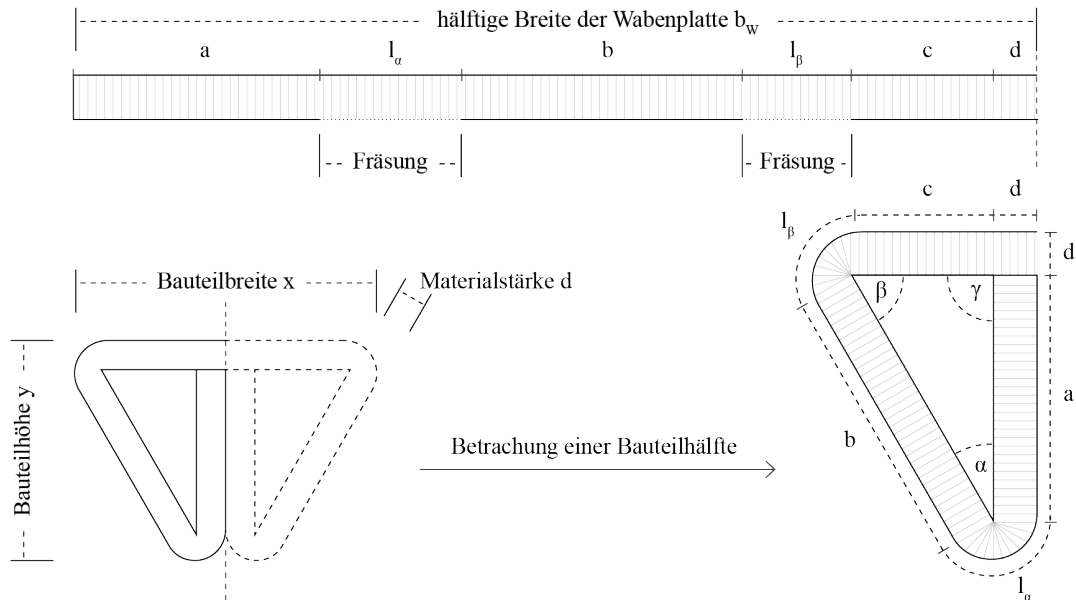 hälftige Breite der Wabenplatte b_w
a l_α b l_β c d
Fräsung Fräsung
c d
l_β
d
Bauteilbreite x Materialstärke d
β γ
Bauteilhöhe y
a
b
Betrachung einer Bauteilhälfte
α
l_α